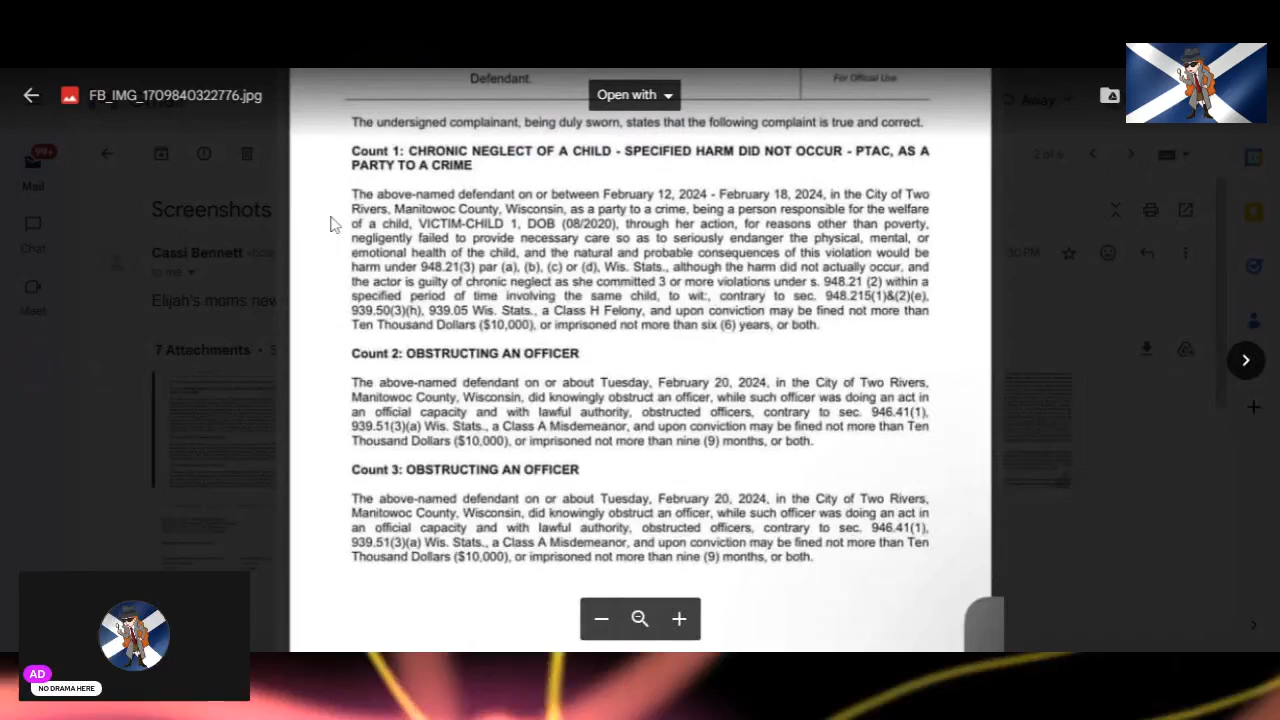 Defendant.
For Official Use
FB_IMG_1709840322776.jpg
Open with
Away
The undersigned complainant, being duly sworn, states that the following complaint is true and correct.
Count 1: CHRONIC NEGLECT OF A CHILD - SPECIFIED HARM DID NOT OCCUR - PTAC, AS A
PARTY TO A CRIME
The above-named defendant on or between February 12, 2024 - February 18, 2024, in the City of Two
Rivers, Manitowoc County, Wisconsin, as a party to a crime, being a person responsible for the welfare
of a child, VICTIM-CHILD 1, DOB (08/2020), through her action, for reasons other than poverty,
negligently failed to provide necessary care so as to seriously endanger the physical, mental, or
emotional health of the child, and the natural and probable consequences of this violation would be
harm under 948.21(3) par (a), (b), (c) or (d), Wis. Stats., although the harm did not actually occur, and
the actor is guilty of chronic neglect as she committed 3 or more violations under s. 948.21 (2) within a
specified period of time involving the same child, to wit:, contrary to sec. 948.215(1)&(2)(e),
939.50(3)(h), 939.05 Wis. Stats., a Class H Felony, and upon conviction may be fined not more than
Ten Thousand Dollars ($10,000), or imprisoned not more than six (6) years, or both.
Count 2: OBSTRUCTING AN OFFICER
The above-named defendant on or about Tuesday, February 20, 2024, in the City of Two Rivers,
Manitowoc County, Wisconsin, did knowingly obstruct an officer, while such officer was doing an act in
an official capacity and with lawful authority, obstructed officers, contrary to sec. 946.41(1),
939.51(3)(a) Wis. Stats., a Class A Misdemeanor, and upon conviction may be fined not more than Ten
Thousand Dollars ($10,000), or imprisoned not more than nine (9) months, or both.
Count 3: OBSTRUCTING AN OFFICER
The above-named defendant on or about Tuesday, February 20, 2024, in the City of Two Rivers,
Manitowoc County, Wisconsin, did knowingly obstruct an officer, while such officer was doing an act in
an official capacity and with lawful authority, obstructed officers, contrary to sec. 946.41(1),
939.51(3)(a) Wis. Stats., a Class A Misdemeanor, and upon conviction may be fined not more than Ten
Thousand Dollars ($10,000), or imprisoned not more than nine (9) months, or both.
99+
Mail
Chat
Meet
2 of 6
Screenshots
Cassi Bennett
to me
Elijah's moms new
7 Attachments
30 PM
AD
NO DRAMA HERE